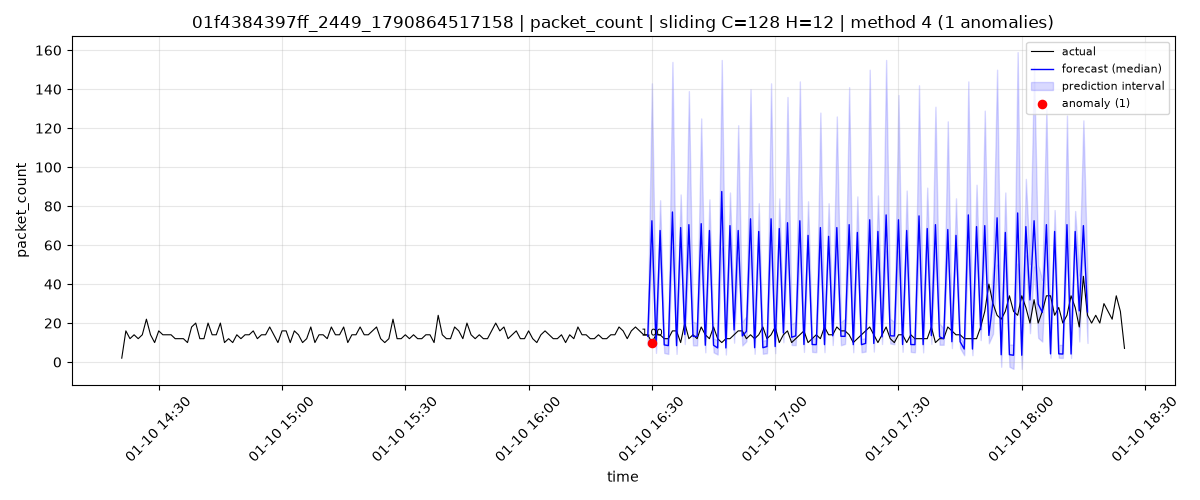 01f4384397ff_2449_1790864517158 | packet_count | sliding C=128 H=12 | method 4 (1 anomalies)
packet_count
160
140
120
100
80
60
40
20
0
actual
forecast (median)
prediction interval
anomaly (1)
1.00
01-10 14:30
01-10 15:00
01-10 15:30
01-10 16:00
01-10 16:30
01-10 17:00
01-10 17:30
01-10 18:00
01-10 18:30
time